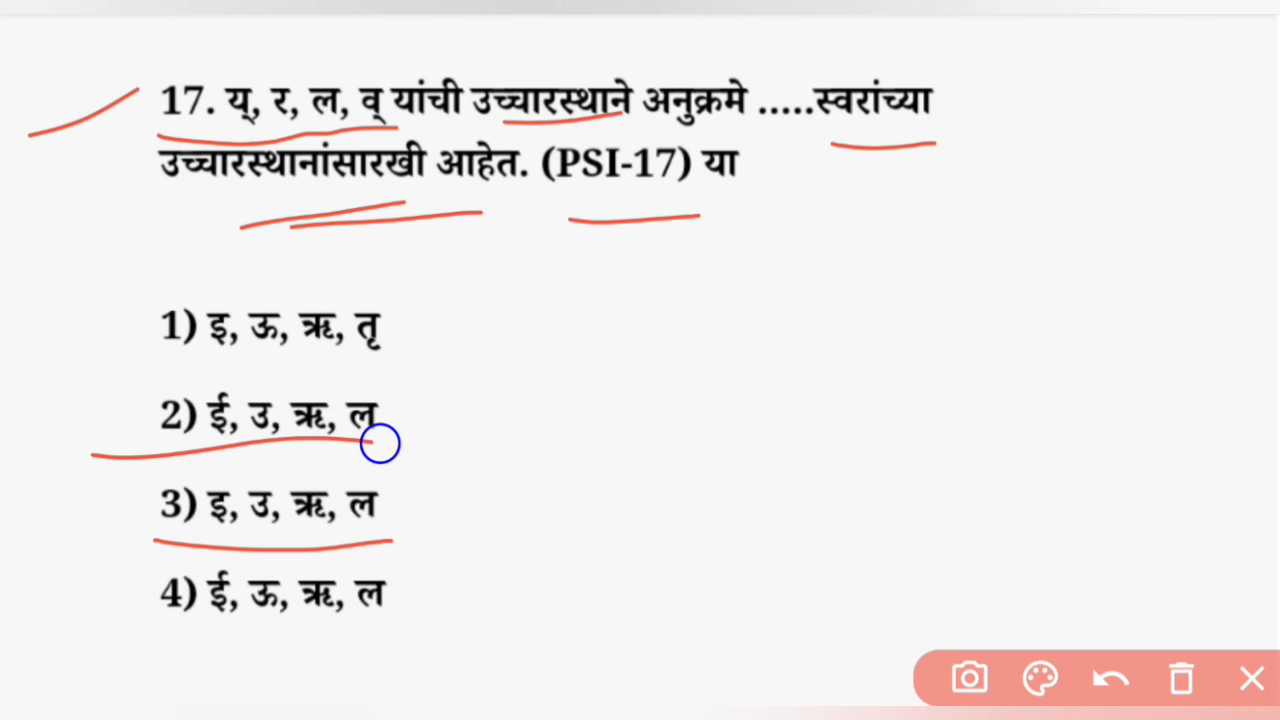 17. य्, र, ल, व् यांची उच्चारस्थाने अनुक्रमे .....स्वरांच्या
उच्चारस्थानांसारखी आहेत. (PSI-17) या
1) इ, ऊ, ऋ, तृ
2) ई, उ, ऋ, ल
3) इ, उ, ऋ, ल
4) ई, ऊ, ऋ, ल